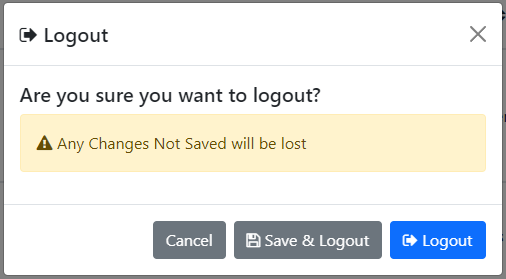 Logout
Are you sure you want to logout?
Any Changes Not Saved will be lost
Cancel Save & Logout Logout